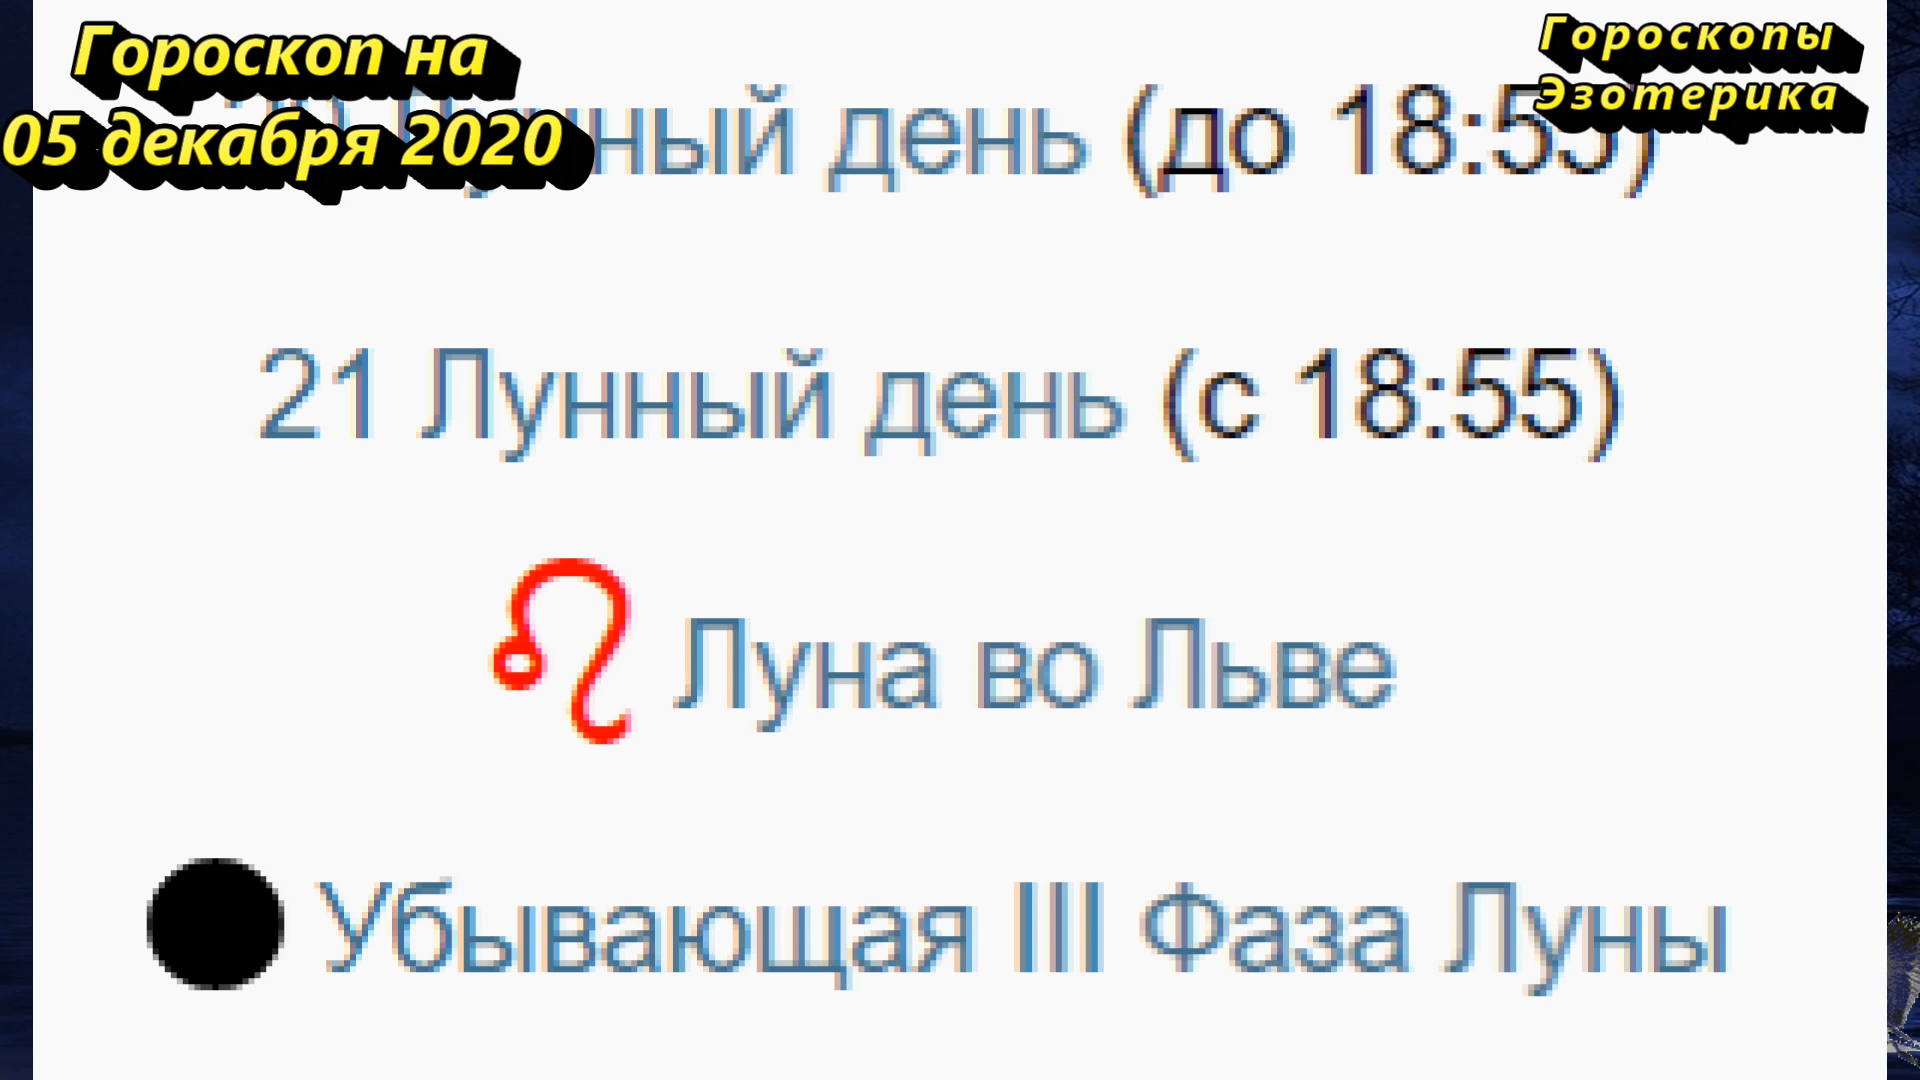 Гороскоп на
05 декабря 2020
Гороскопы
Эзотерика
день (до 18:55)
21 Лунный день (с 18:55)
Луна во Льве
Убывающая III Фаза Луны